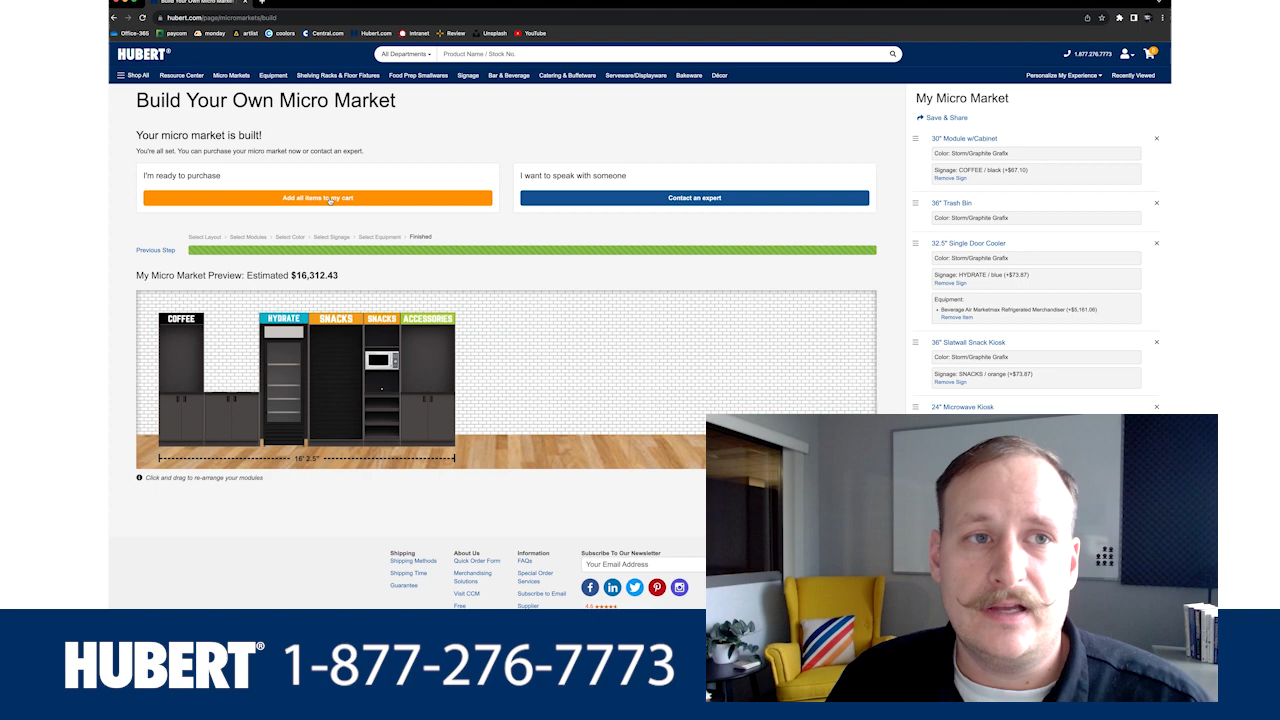 Build Your Own Micro Market
hubert.com/page/micromarkets/build
Office-365 paycom monday artlist coolors Central.com Hubert.com Intranet Review Unsplash YouTube
HUBERT®
All Departments Product Name / Stock No.
1.877.276.7773
0
Shop All Resource Center Micro Markets Equipment Shelving Racks & Floor Fixtures Food Prep Smallwares Signage Bar & Beverage Catering & Buffetware Serveware/Displayware Bakeware Décor Personalize My Experience Recently Viewed
Build Your Own Micro Market
Your micro market is built!
You're all set. You can purchase your micro market now or contact an expert.
I'm ready to purchase
Add all items to my cart
I want to speak with someone
Contact an expert
Previous Step
Select Layout Select Modules Select Color Select Signage Select Equipment Finished
My Micro Market Preview: Estimated $16,312.43
COFFEE HYDRATE SNACKS SNACKS ACCESSORIES
16' 2.5"
Click and drag to re-arrange your modules
My Micro Market
Save & Share
30" Module w/Cabinet
Color: Storm/Graphite Grafix
Signage: COFFEE / black (+$67.10)
Remove Sign
36" Trash Bin
Color: Storm/Graphite Grafix
32.5" Single Door Cooler
Color: Storm/Graphite Grafix
Signage: HYDRATE / blue (+$73.87)
Remove Sign
Equipment:
Beverage Air Marketmax Refrigerated Merchandiser (+$5,161.06)
Remove Item
36" Slatwall Snack Kiosk
Color: Storm/Graphite Grafix
Signage: SNACKS / orange (+$73.87)
Remove Sign
24" Microwave Kiosk
Shipping
Shipping Methods
Shipping Time
Guarantee
About Us
Quick Order Form
Merchandising
Solutions
Visit CCM
Free
Information
FAQs
Special Order
Services
Subscribe to Email
Supplier
Subscribe To Our Newsletter
Your Email Address
4.6
HUBERT® 1-877-276-7773